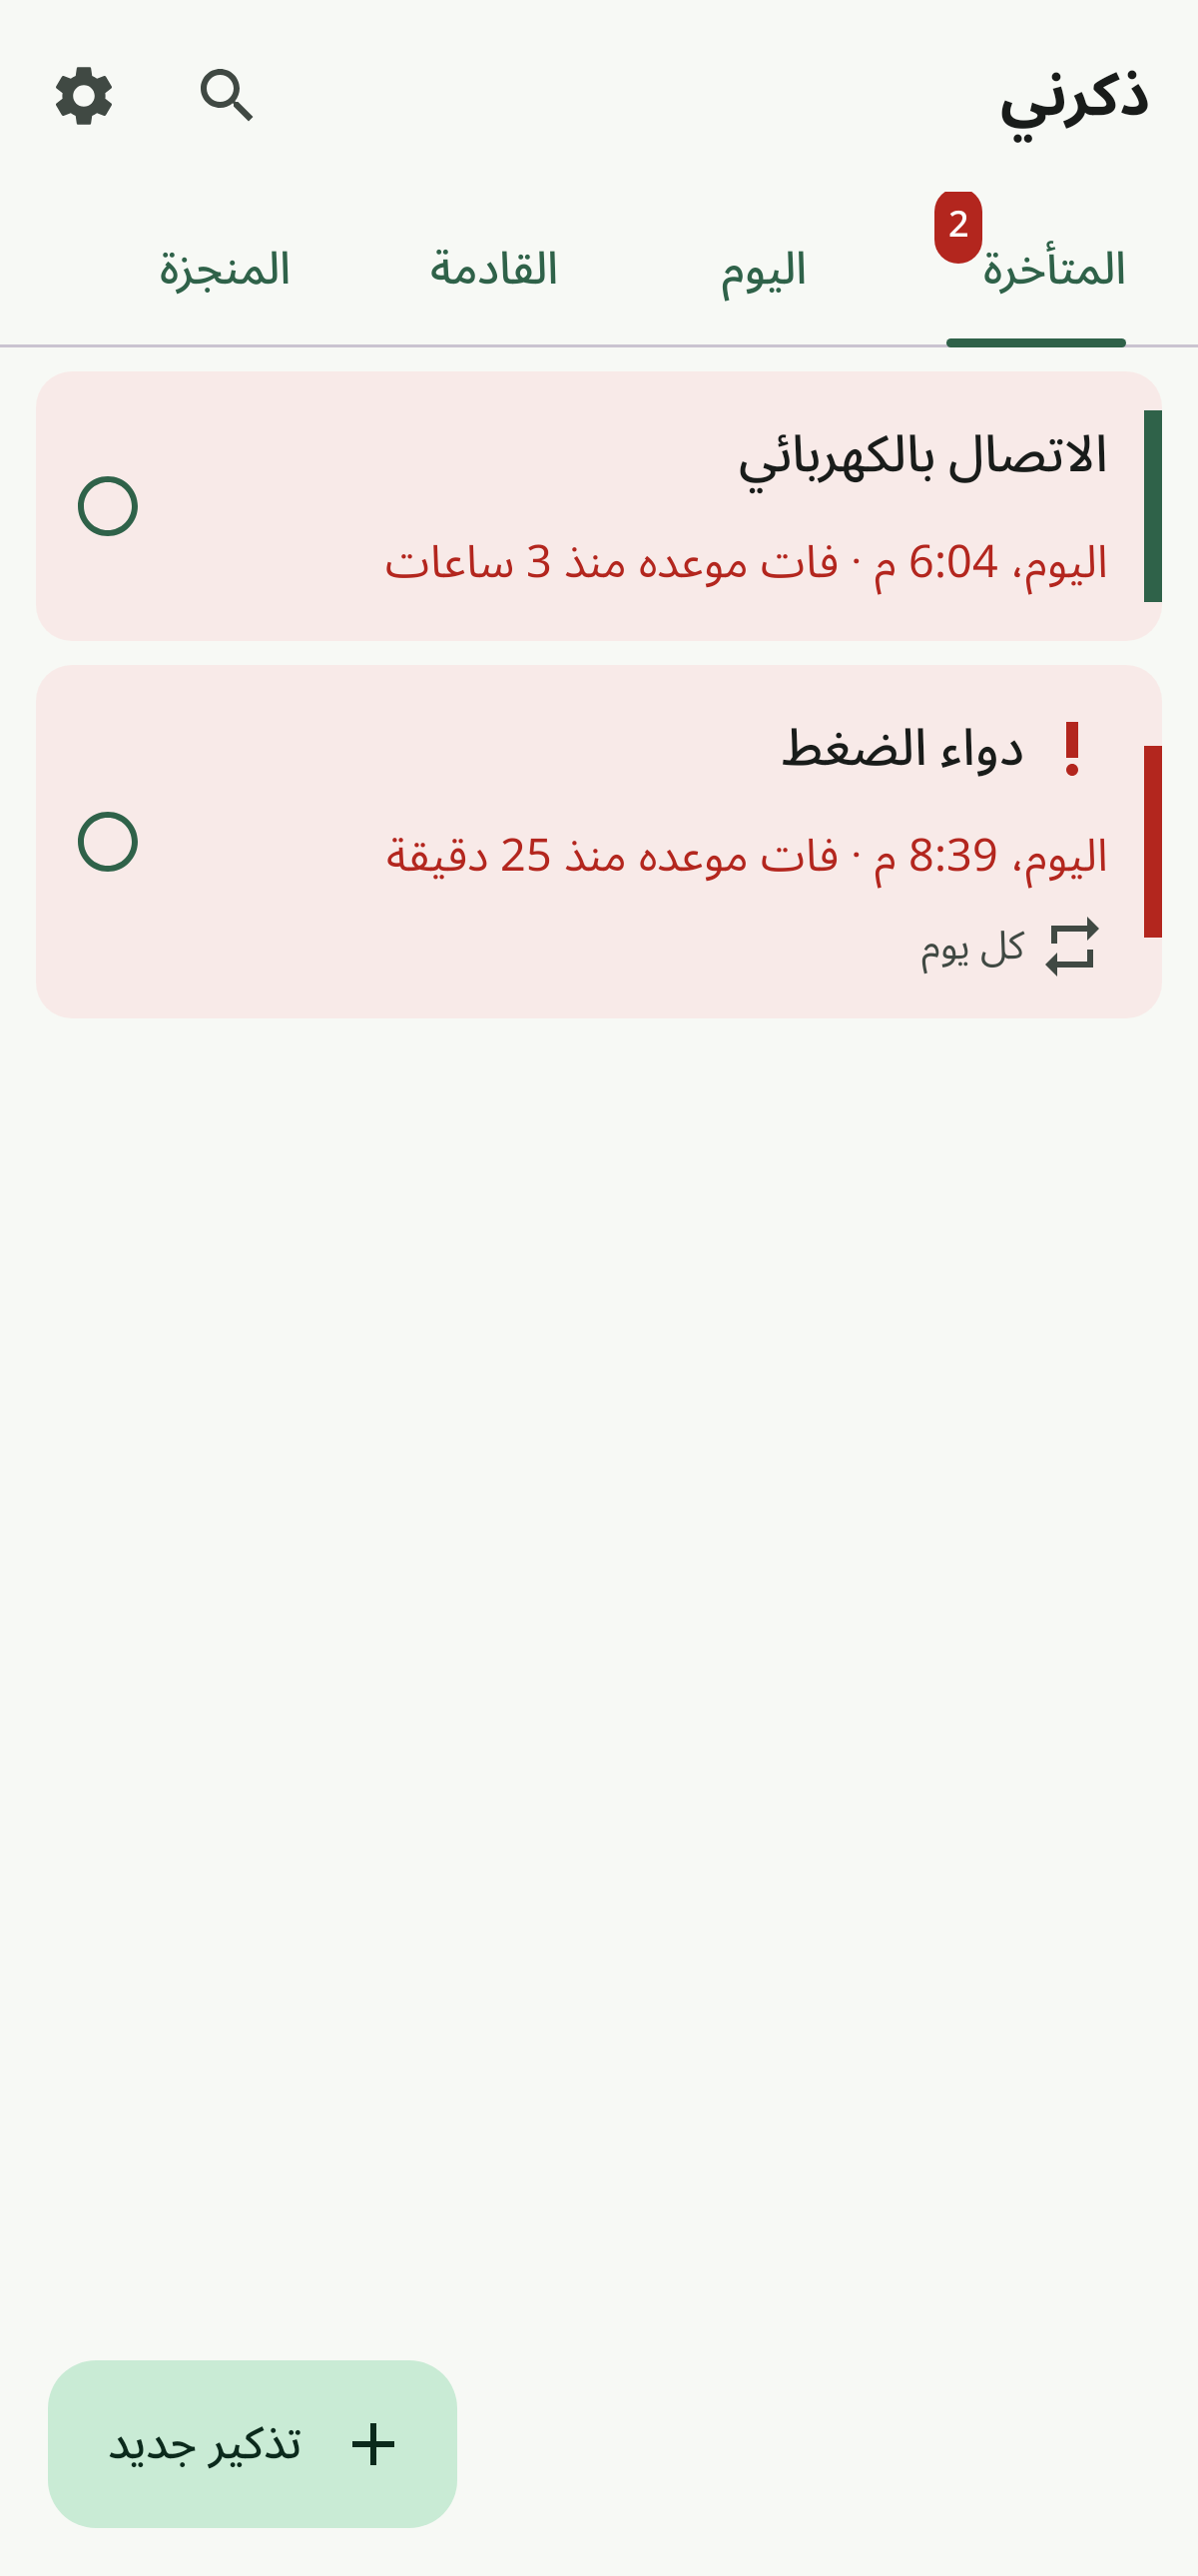 ذكرني
المتأخرة 2 اليوم القادمة المنجزة
الاتصال بالكهربائي
اليوم، 6:04 م · فات موعده منذ 3 ساعات
دواء الضغط
اليوم، 8:39 م · فات موعده منذ 25 دقيقة
كل يوم
تذكير جديد